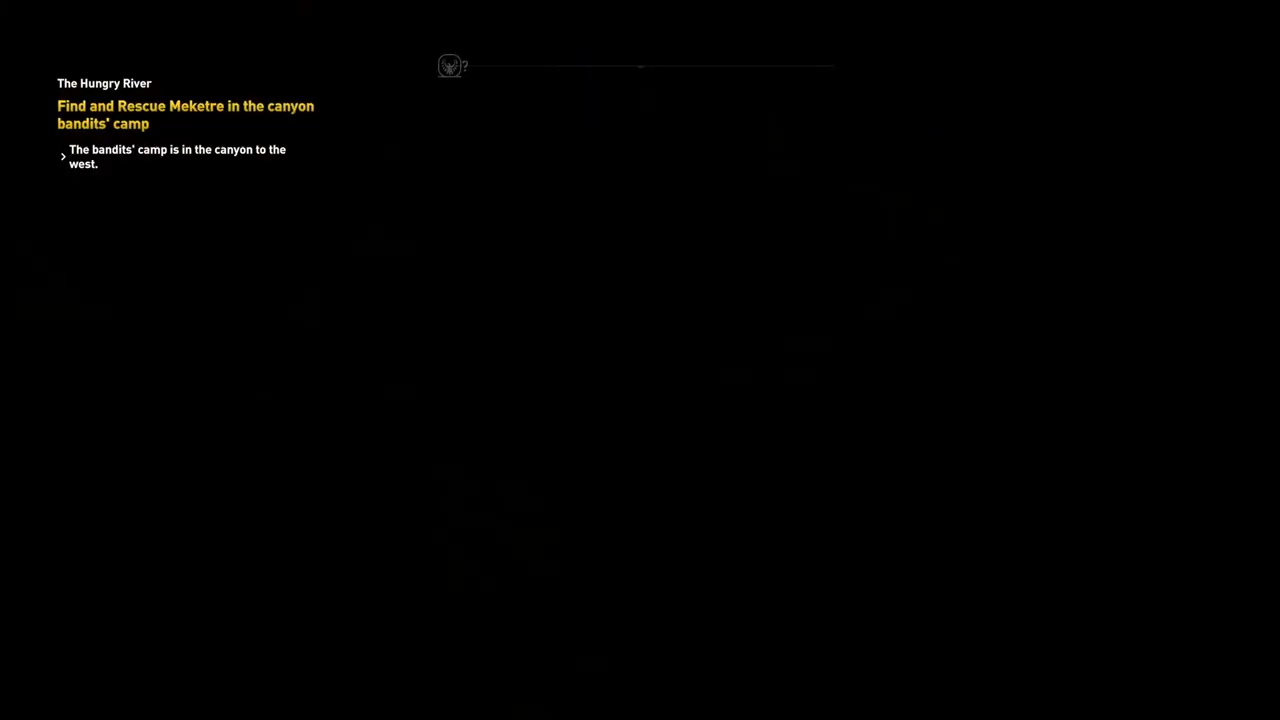 ?
The Hungry River
Find and Rescue Meketre in the canyon
bandits' camp
The bandits' camp is in the canyon to the
west.